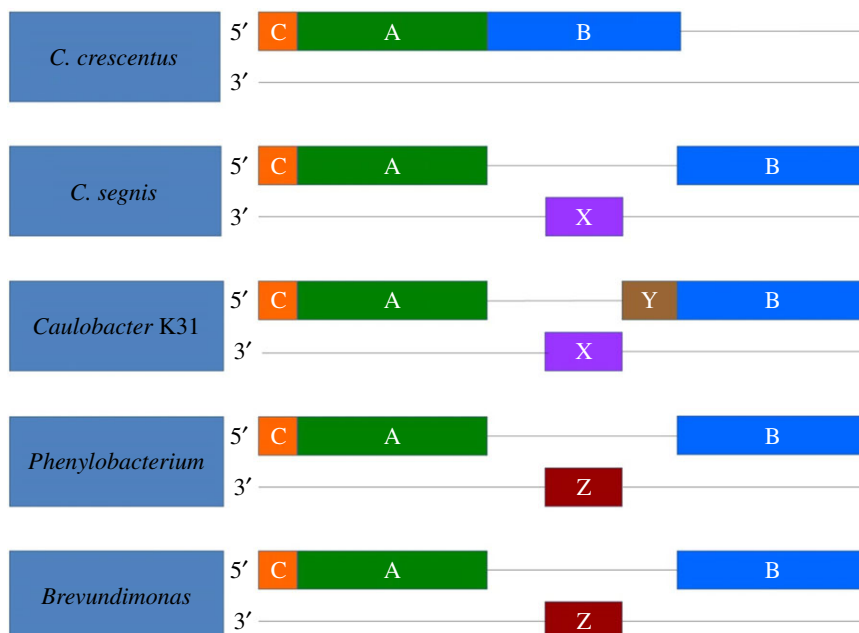 5′ C A B
C. crescentus
3′
5′ C A B
C. segnis
3′ X
5′ C A Y B
Caulobacter K31
3′ X
5′ C A B
Phenylobacterium
3′ Z
5′ C A B
Brevundimonas
3′ Z